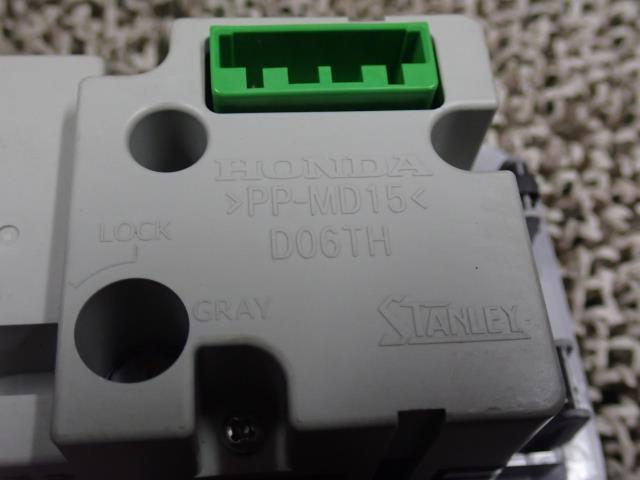 HONDA
>PP-MD15<
D06TH
LOCK
GRAY
STANLEY